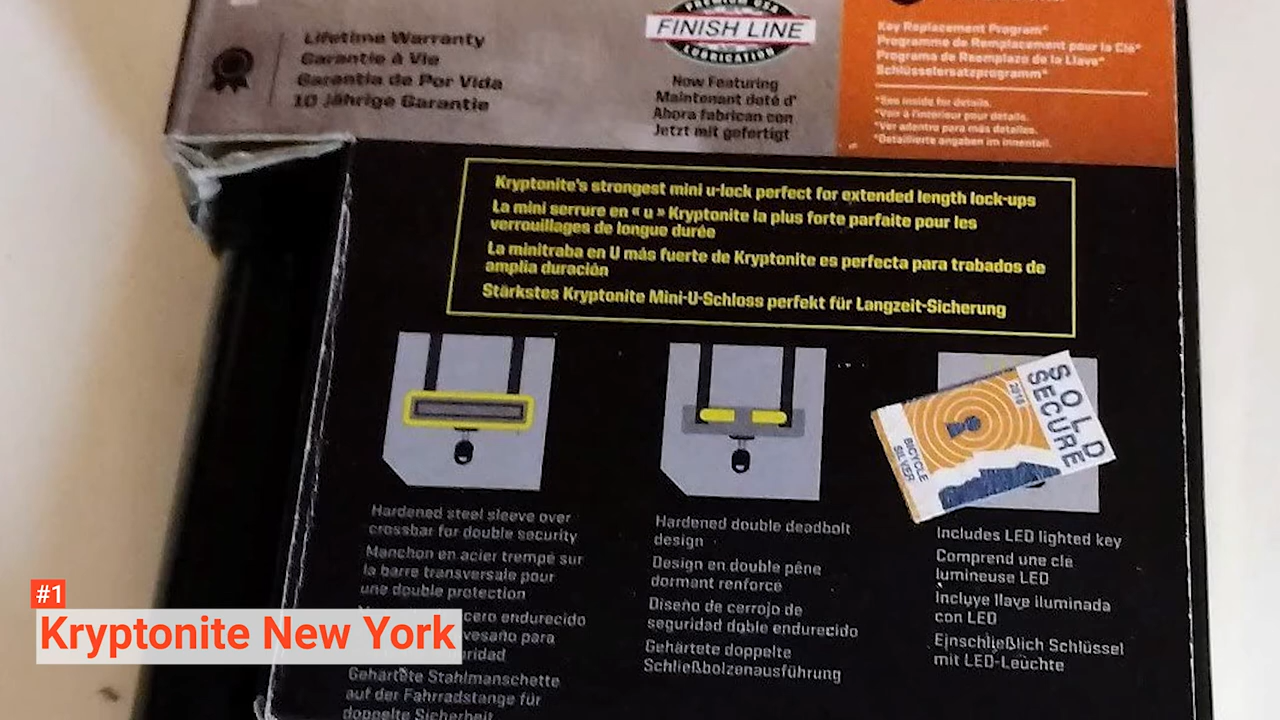 PREMIUM USA
FINISH LINE
LUBRICATION
Lifetime Warranty
Garantie à Vie
Garantia de Por Vida
10 Jährige Garantie
Now Featuring
Maintenant doté d'
Ahora fabrican con
Jetzt mit gefertigt
Key Replacement Program*
Programme de Remplacement pour la Clé*
Programa de Reemplazo de la Llave*
Schlüsselersatzprogramm*
*See inside for details.
*Voir à l'intérieur pour details.
*Ver adentro para más detalles.
*Detaillierte angaben im innenteil.
Kryptonite's strongest mini u-lock perfect for extended length lock-ups
La mini serrure en « u » Kryptonite la plus forte parfaite pour les
verrouillages de longue durée
La minitraba en U más fuerte de Kryptonite es perfecta para trabados de
amplia duración
Stärkstes Kryptonite Mini-U-Schloss perfekt für Langzeit-Sicherung
SOLD
SECURE
BICYCLE
SILVER
Hardened steel sleeve over
crossbar for double security
Manchon en acier trempé sur
la barre transversale pour
une double protection
cero endurecido
vesaño para
ridad
Gehärtete Stahlmanschette
auf der Fahrradstange für
doppelte Sicherheit
Hardened double deadbolt
design
Design en double pêne
dormant renforcé
Diseño de cerrojo de
seguridad doble endurecido
Gehärtete doppelte
Schließbolzenausführung
Includes LED lighted key
Comprend une clé
lumineuse LED
Incluye llave iluminada
con LED
Einschließlich Schlüssel
mit LED-Leuchte
#1
Kryptonite New York